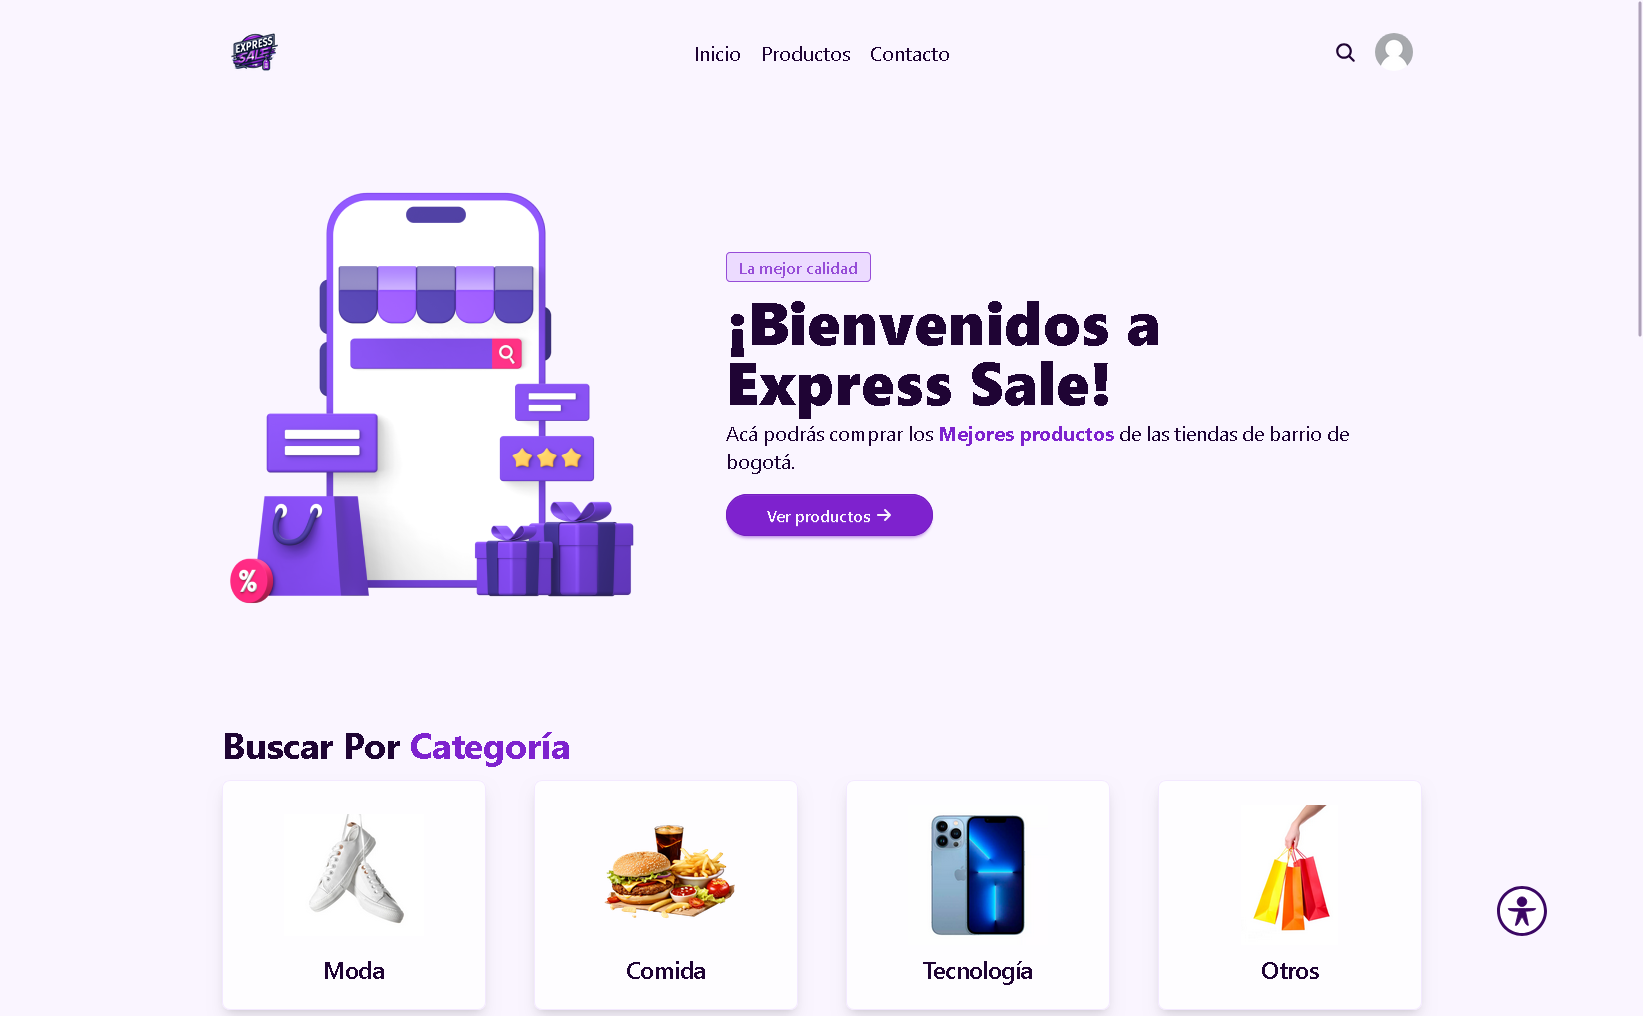 EXPRESS
SALE
Inicio Productos Contacto
La mejor calidad
¡Bienvenidos a
Express Sale!
Acá podrás comprar los Mejores productos de las tiendas de barrio de
bogotá.
Ver productos →
%
Buscar Por Categoría
Moda Comida Tecnología Otros